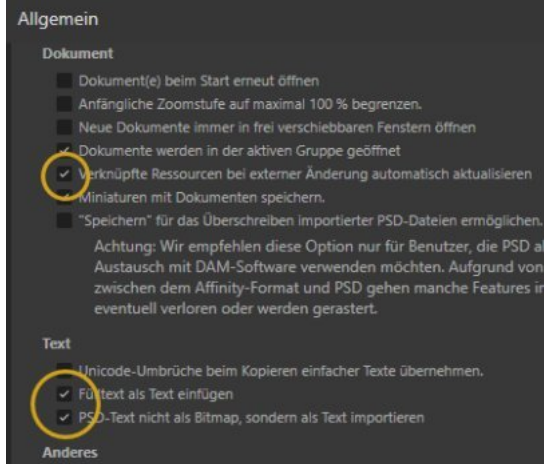 Allgemein
Dokument
Dokument(e) beim Start erneut öffnen
Anfängliche Zoomstufe auf maximal 100 % begrenzen.
Neue Dokumente immer in frei verschiebbaren Fenstern öffnen
Dokumente werden in der aktiven Gruppe geöffnet
Verknüpfte Ressourcen bei externer Änderung automatisch aktualisieren
Miniaturen mit Dokumenten speichern.
"Speichern" für das Überschreiben importierter PSD-Dateien ermöglichen.
Achtung: Wir empfehlen diese Option nur für Benutzer, die PSD
Austausch mit DAM-Software verwenden möchten. Aufgrund von
zwischen dem Affinity-Format und PSD gehen manche Features
eventuell verloren oder werden gerastert.
Text
Unicode-Umbrüche beim Kopieren einfacher Texte übernehmen.
Fülltext als Text einfügen
PSD-Text nicht als Bitmap, sondern als Text importieren
Anderes